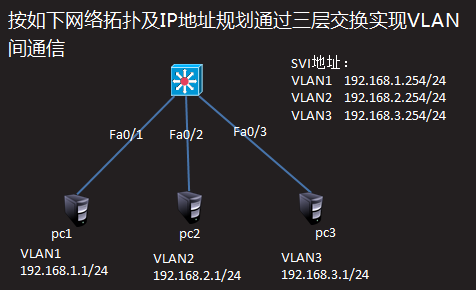 按如下网络拓扑及IP地址规划通过三层交换实现VLAN
间通信
SVI地址：
VLAN1 192.168.1.254/24
VLAN2 192.168.2.254/24
VLAN3 192.168.3.254/24
Fa0/1
Fa0/2
Fa0/3
pc1
pc2
pc3
VLAN1
192.168.1.1/24
VLAN2
192.168.2.1/24
VLAN3
192.168.3.1/24